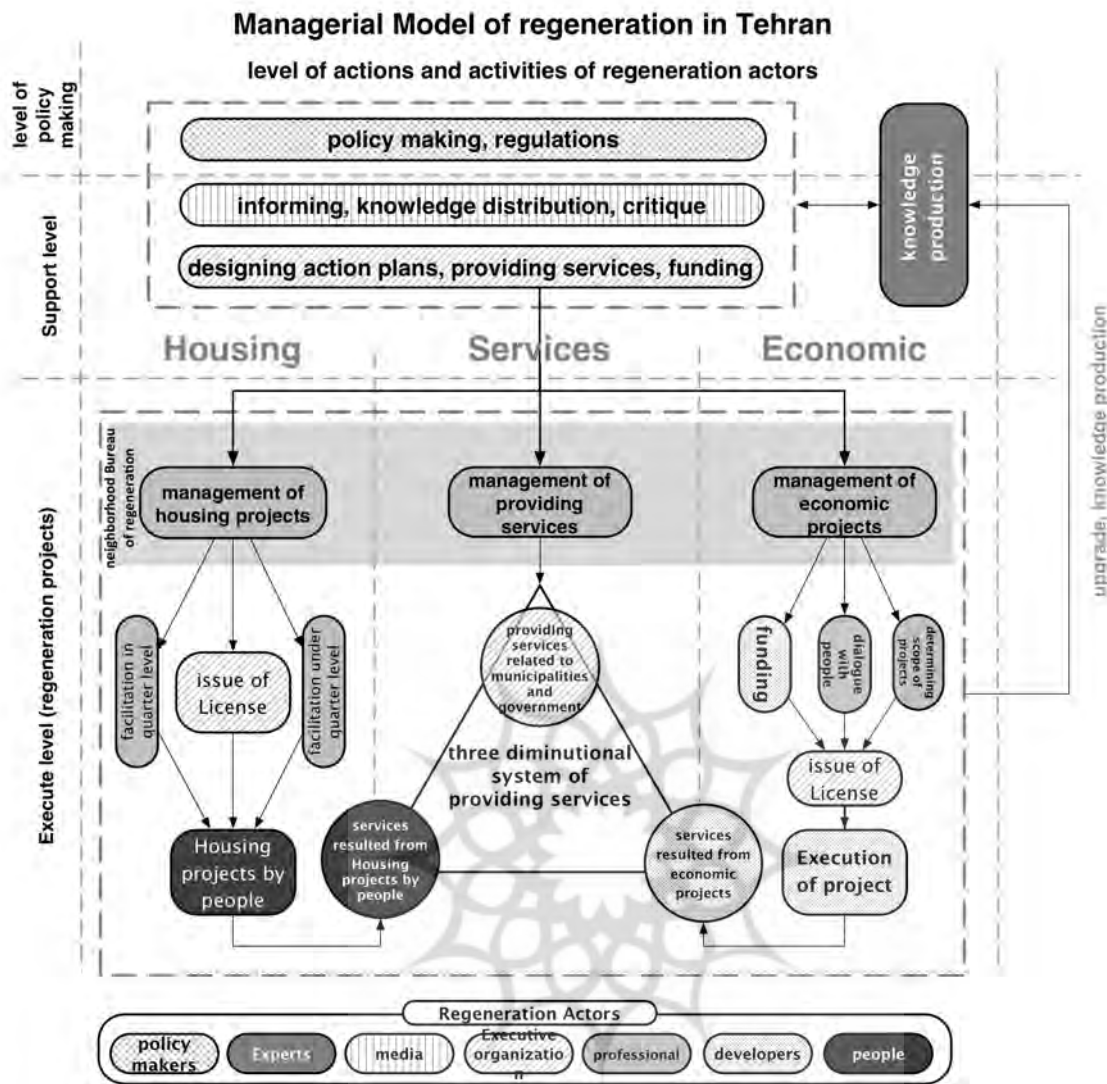 Managerial Model of regeneration in Tehran
level of actions and activities of regeneration actors
level of
policy
making
policy making, regulations
knowledge
production
Support level
informing, knowledge distribution, critique
designing action plans, providing services, funding
Housing
Services
Economic
upgrade, knowledge production
Execute level (regeneration projects)
neighborhood Bureau
of regeneration
management of
housing projects
management of
providing
services
management of
economic
projects
facilitation in
quarter level
issue of
License
facilitation under
quarter level
providing
services
related to
municipalities
and
government
funding
dialogue
with
people
determining
scope of
projects
three diminutional
system of
providing services
issue of
License
Housing
projects by
people
services
resulted from
Housing
projects by
people
services
resulted from
economic
projects
Execution
of project
Regeneration Actors
policy
makers
Experts
media
Executive
organizatio
n
professional
developers
people